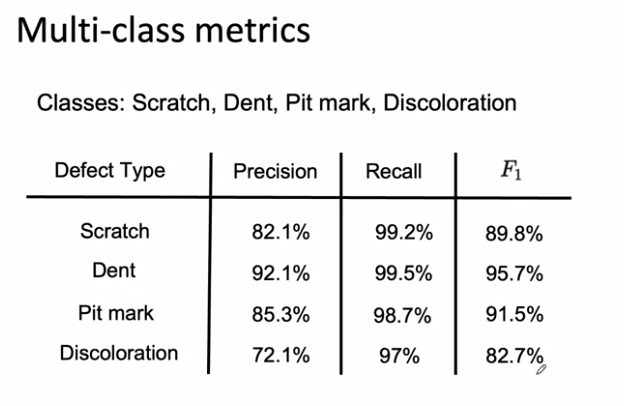 Multi-class metrics
Classes: Scratch, Dent, Pit mark, Discoloration
Defect Type Precision Recall F₁
Scratch 82.1% 99.2% 89.8%
Dent 92.1% 99.5% 95.7%
Pit mark 85.3% 98.7% 91.5%
Discoloration 72.1% 97% 82.7%